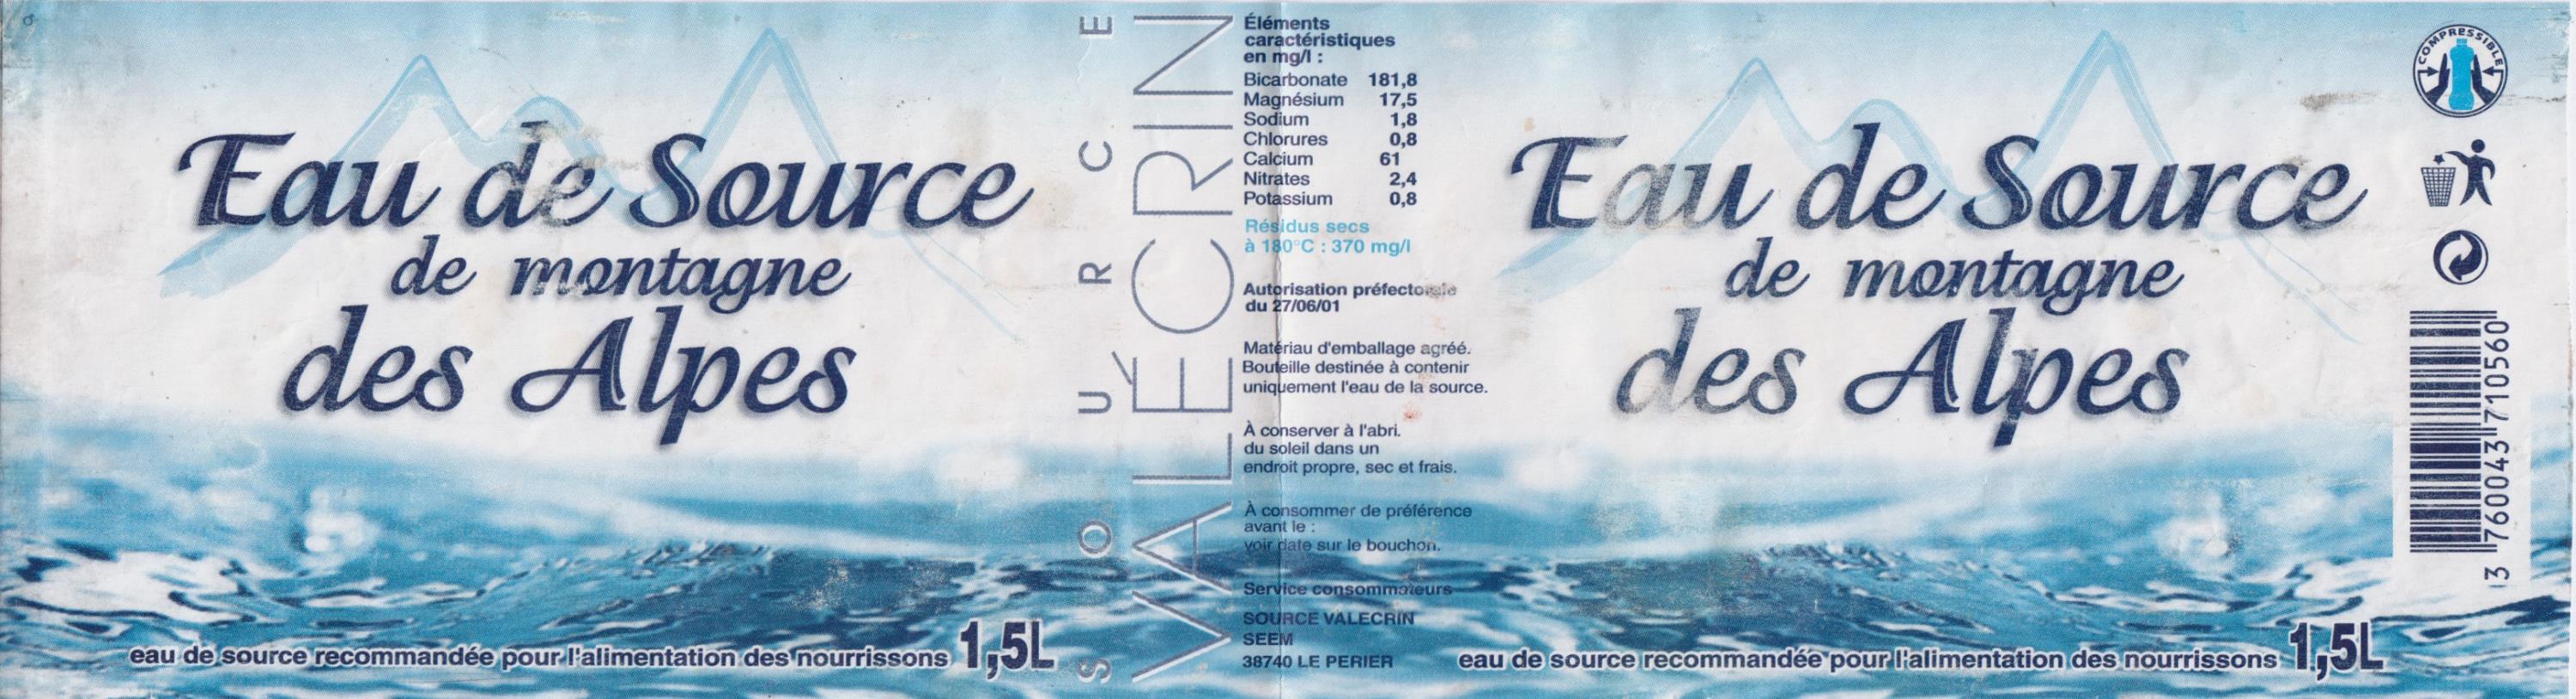 Eau de Source
de montagne
des Alpes
eau de source recommandée pour l'alimentation des nourrissons 1,5L
SOURCE
VALÉCRIN
Éléments
caractéristiques
en mg/l :
Bicarbonate 181,8
Magnésium 17,5
Sodium 1,8
Chlorures 0,8
Calcium 61
Nitrates 2,4
Potassium 0,8
Résidus secs
à 180°C : 370 mg/l
Autorisation préfectorale
du 27/06/01
Matériau d'emballage agréé.
Bouteille destinée à contenir
uniquement l'eau de la source.
À conserver à l'abri.
du soleil dans un
endroit propre, sec et frais.
À consommer de préférence
avant le :
voir date sur le bouchon.
Service consommateurs
SOURCE VALECRIN
SEEM
38740 LE PERIER
Eau de Source
de montagne
des Alpes
eau de source recommandée pour l'alimentation des nourrissons 1,5L
COMPRESSIBLE
3 760043 710560